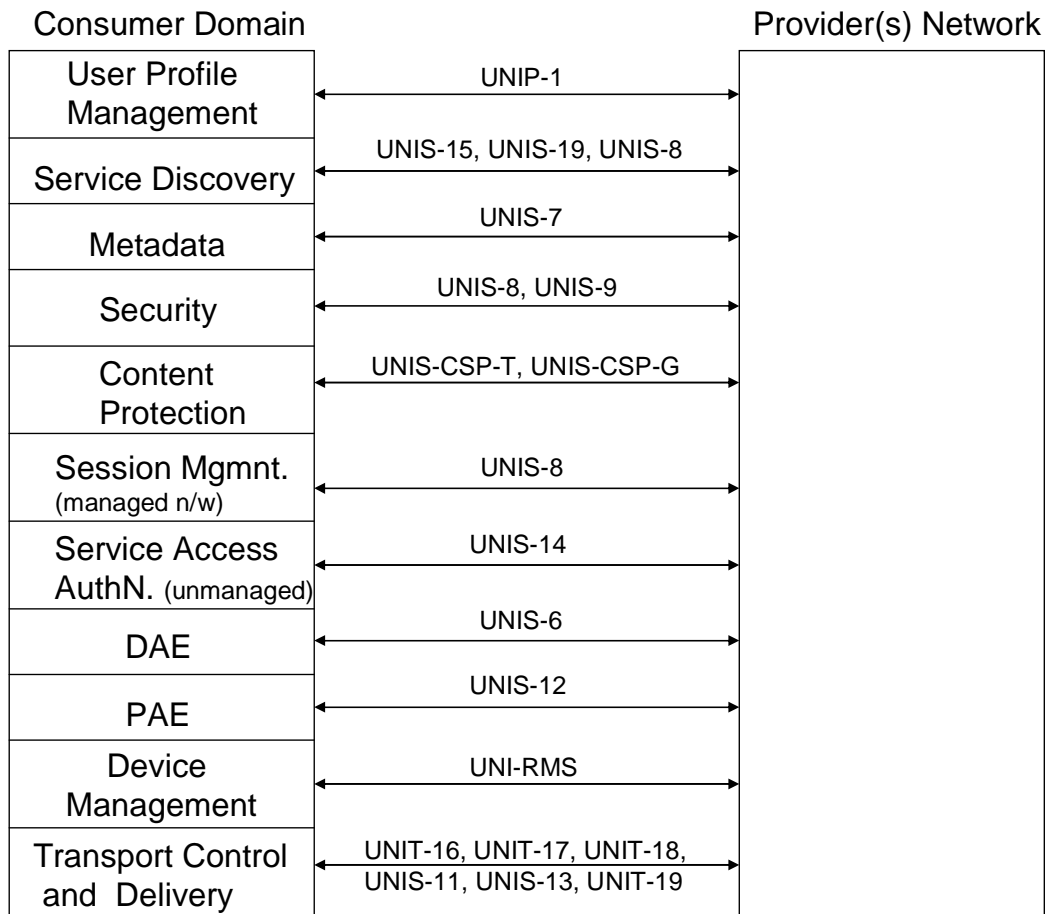 Consumer Domain
Provider(s) Network
User Profile
Management
UNIP-1
Service Discovery
UNIS-15, UNIS-19, UNIS-8
Metadata
UNIS-7
Security
UNIS-8, UNIS-9
Content
Protection
UNIS-CSP-T, UNIS-CSP-G
Session Mgmnt.
(managed n/w)
UNIS-8
Service Access
AuthN. (unmanaged)
UNIS-14
DAE
UNIS-6
PAE
UNIS-12
Device
Management
UNI-RMS
Transport Control
and Delivery
UNIT-16, UNIT-17, UNIT-18,
UNIS-11, UNIS-13, UNIT-19